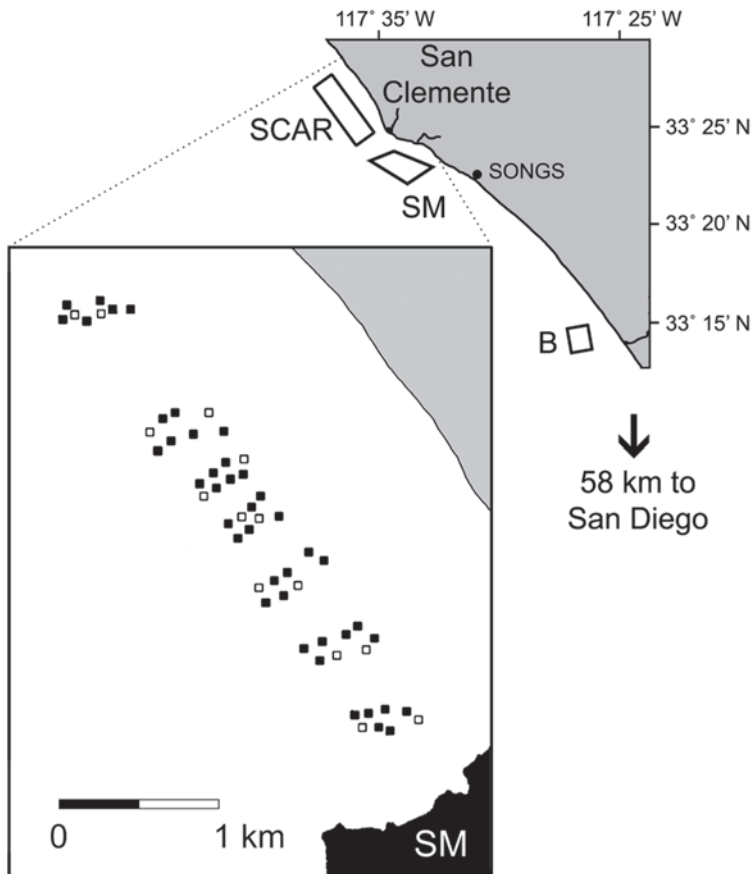 117˚ 35’ W
117˚ 25’ W
San
Clemente
SCAR
33˚ 25’ N
SONGS
SM
33˚ 20’ N
33˚ 15’ N
B
58 km to
San Diego
0
1 km
SM